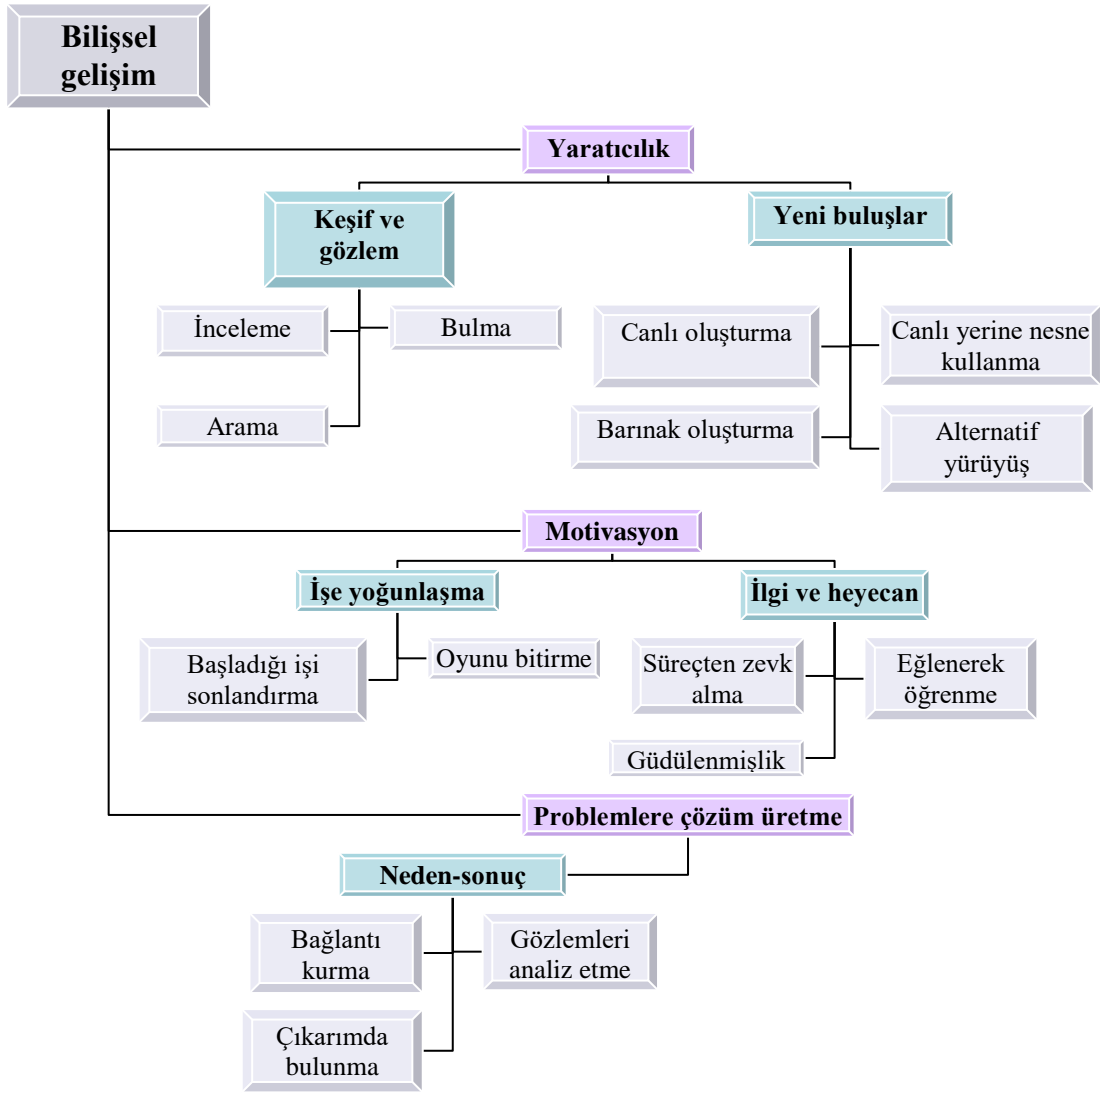 Bilişsel
gelişim
Yaratıcılık
Keşif ve
gözlem
Yeni buluşlar
İnceleme
Bulma
Arama
Canlı oluşturma
Canlı yerine nesne
kullanma
Barınak oluşturma
Alternatif
yürüyüş
Motivasyon
İşe yoğunlaşma
İlgi ve heyecan
Başladığı işi
sonlandırma
Oyunu bitirme
Süreçten zevk
alma
Eğlenerek
öğrenme
Güdülenmişlik
Problemlere çözüm üretme
Neden-sonuç
Bağlantı
kurma
Gözlemleri
analiz etme
Çıkarımda
bulunma